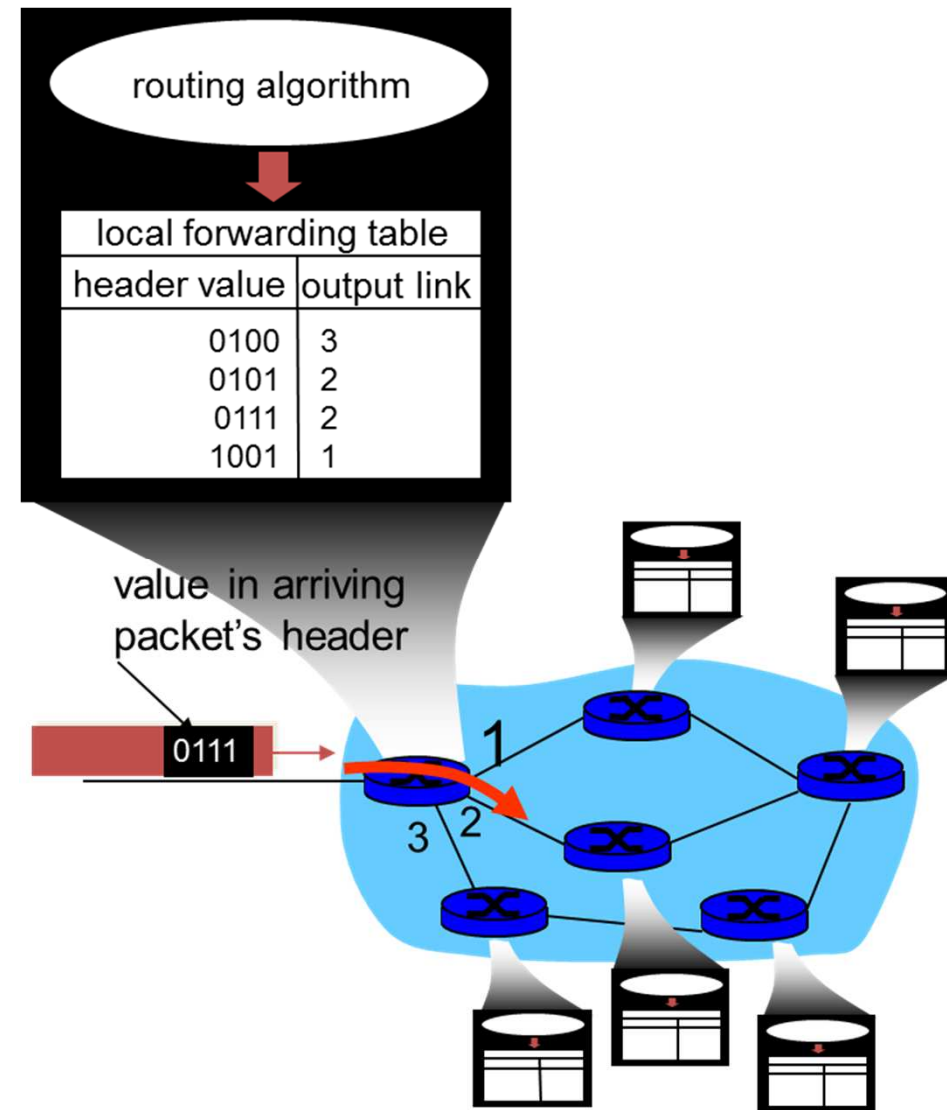 routing algorithm
local forwarding table
header value output link
0100 3
0101 2
0111 2
1001 1
value in arriving
packet's header
0111
1
2
3